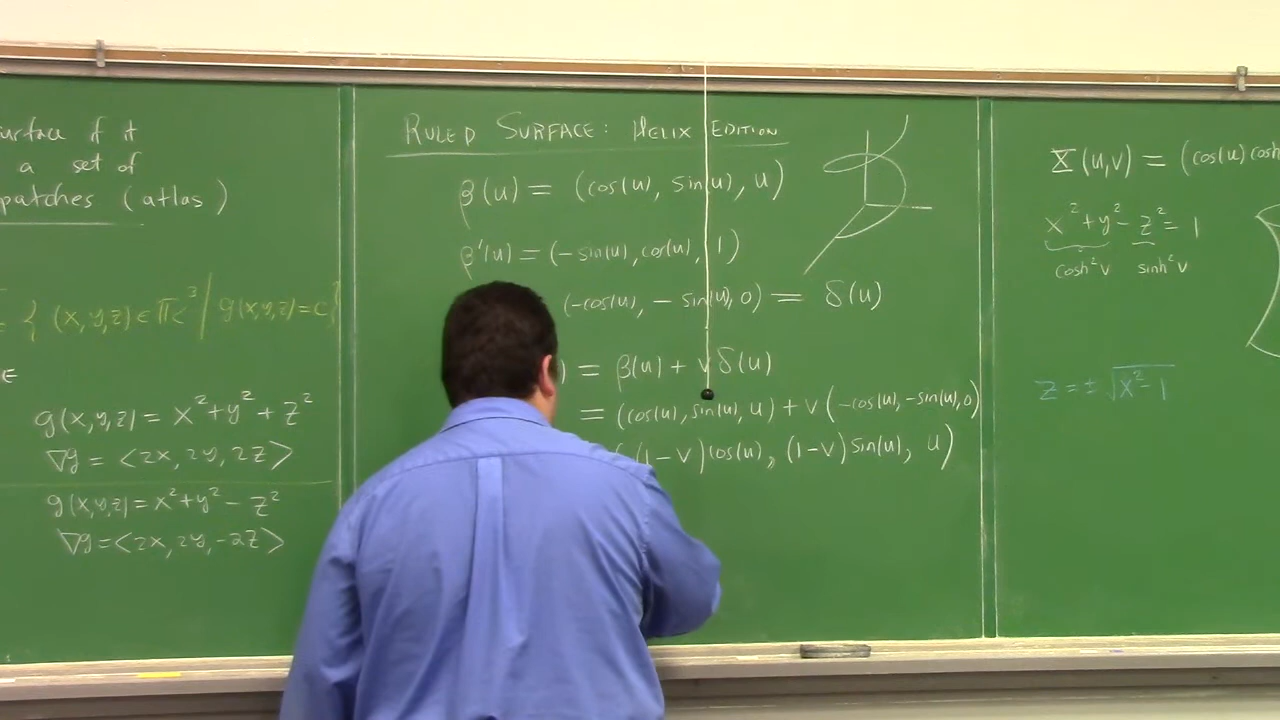 urface if it
a set of
patches (atlas)
= { (x,y,z) ∈ ℝ³ / g(x,y,z) = c}
g(x,y,z) = x² + y² + z²
∇g = <2x, 2y, 2z>
g(x,y,z) = x² + y² - z²
∇g = <2x, 2y, -2z>
RULED SURFACE: HELIX EDITION
β(u) = (cos(u), sin(u), u)
β'(u) = (-sin(u), cos(u), 1)
(-cos(u), -sin(u), 0) = δ(u)
) = β(u) + v δ(u)
= (cos(u), sin(u), u) + v(-cos(u), -sin(u), 0)
((1-v)cos(u), (1-v)sin(u), u)
X(u,v) = (cos(u) cosh
x² + y² - z² = 1
cosh²v sinh²v
z = ± √x² - 1